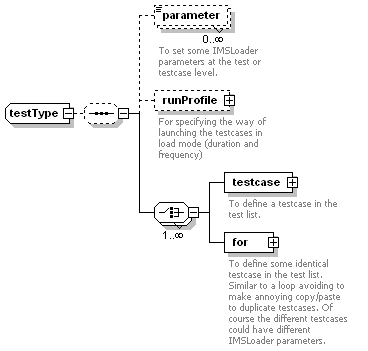 parameter
0..∞
To set some IMSLoader
parameters at the test or
testcase level.
runProfile
testType
For specifying the way of
launching the testcases in
load mode (duration and
frequency)
testcase
To define a testcase in the
test list.
1..∞
for
To define some identical
testcase in the test list.
Similar to a loop avoiding to
make annoying copy/paste
to duplicate testcases. Of
course the different testcases
could have different
IMSLoader parameters.